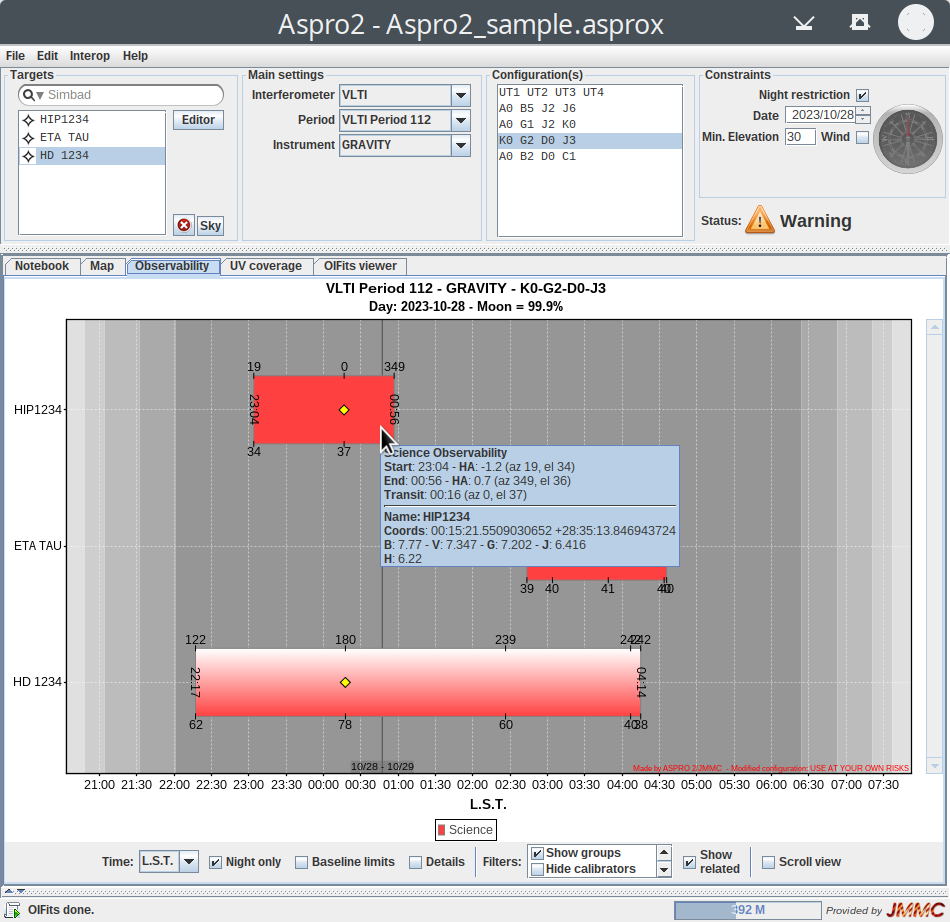 Aspro2 - Aspro2_sample.asprox
File Edit Interop Help
Targets
Simbad
HIP1234
ETA TAU
HD 1234
Editor
Sky
Main settings
Interferometer VLTI
Period VLTI Period 112
Instrument GRAVITY
Configuration(s)
UT1 UT2 UT3 UT4
A0 B5 J2 J6
A0 G1 J2 K0
K0 G2 D0 J3
A0 B2 D0 C1
Constraints
Night restriction
Date 2023/10/28
Min. Elevation 30 Wind
Status: Warning
Notebook Map Observability UV coverage OIFits viewer
VLTI Period 112 - GRAVITY - K0-G2-D0-J3
Day: 2023-10-28 - Moon = 99.9%
19 0 349
HIP1234 23:04 00:56
34 37
Science Observability
Start: 23:04 - HA: -1.2 (az 19, el 34)
End: 00:56 - HA: 0.7 (az 349, el 36)
Transit: 00:16 (az 0, el 37)
Name: HIP1234
Coords: 00:15:21.5509030652 +28:35:13.846943724
B: 7.77 - V: 7.347 - G: 7.202 - J: 6.416
H: 6.22
ETA TAU
39 40 41 40
122 180 239 242 242
HD 1234 22:17 04:14
62 78 60 40 38
10/28 - 10/29
Made by ASPRO 2/JMMC - Modified configuration: USE AT YOUR OWN RISKS
21:00 21:30 22:00 22:30 23:00 23:30 00:00 00:30 01:00 01:30 02:00 02:30 03:00 03:30 04:00 04:30 05:00 05:30 06:00 06:30 07:00 07:30
L.S.T.
Science
Time: L.S.T. Night only Baseline limits Details Filters: Show groups Hide calibrators Show related Scroll view
OIFits done.
Provided by JMMC